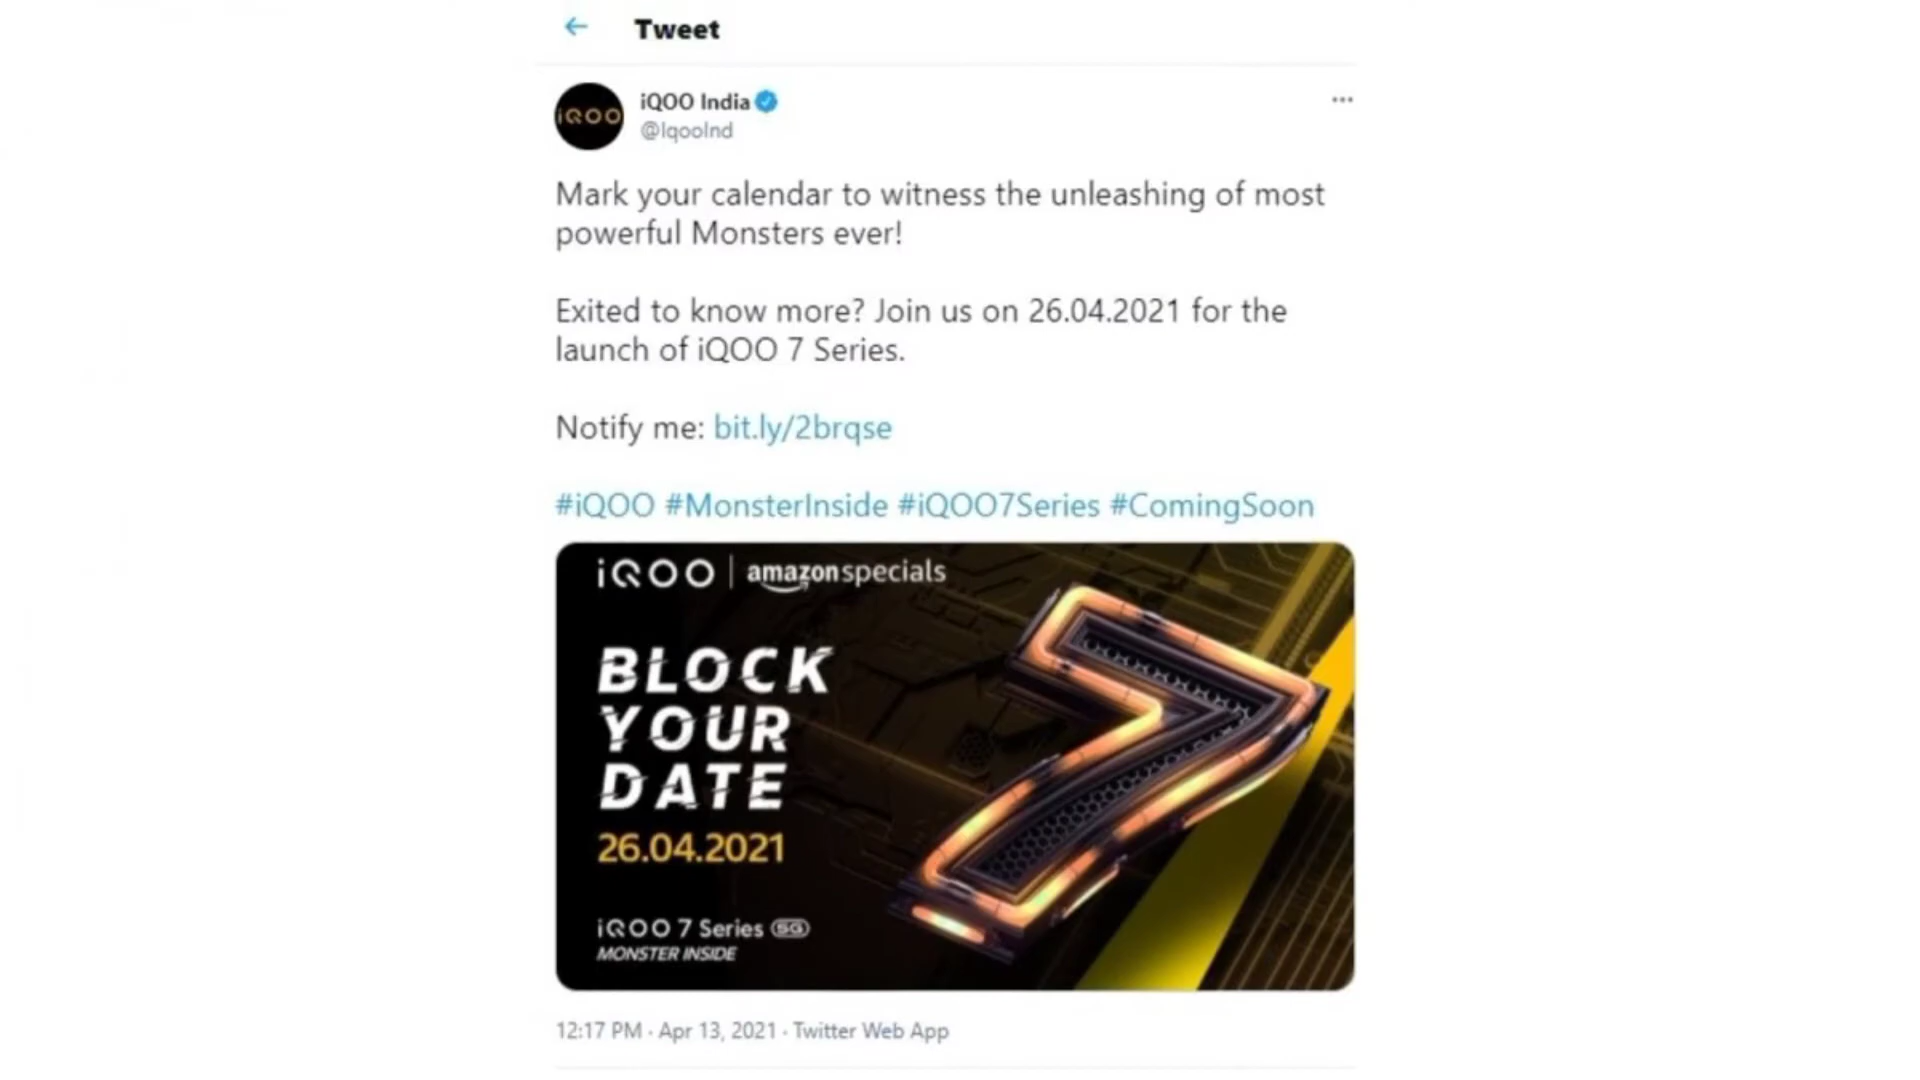 Tweet
iQOO
iQOO India
@IqooInd
Mark your calendar to witness the unleashing of most
powerful Monsters ever!
Exited to know more? Join us on 26.04.2021 for the
launch of iQOO 7 Series.
Notify me: bit.ly/2brqse
#iQOO #MonsterInside #iQOO7Series #ComingSoon
iQOO | amazonspecials
BLOCK
YOUR
DATE
26.04.2021
iQOO 7 Series 5G
MONSTER INSIDE
7
12:17 PM · Apr 13, 2021 · Twitter Web App